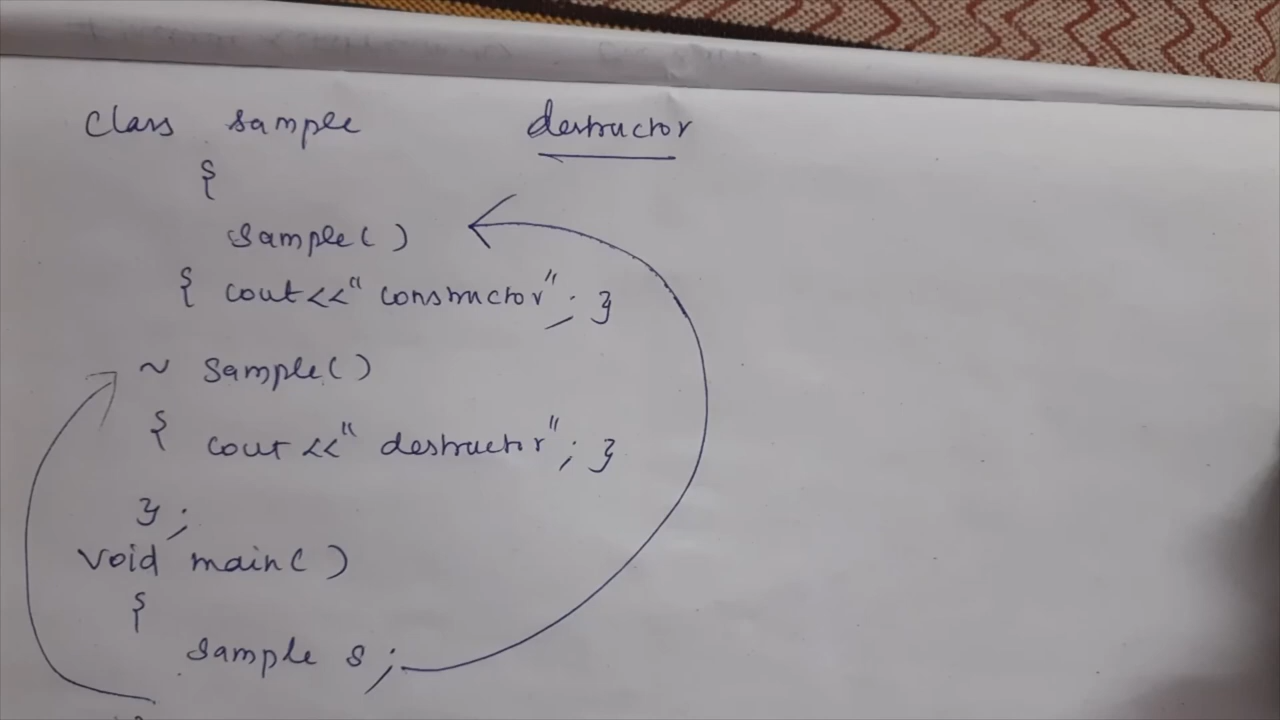 class sample destructor
{
sample()
{ cout<<"constructor"; }
~ sample()
{ cout<<"destructor"; }
};
void main()
{
sample s;